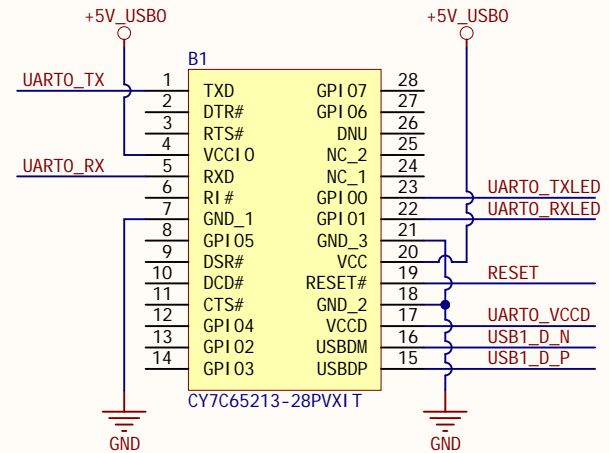 +5V_USB0
+5V_USB0
B1
UART0_TX
UART0_RX
1 TXD
2 DTR#
3 RTS#
4 VCCIO
5 RXD
6 RI#
7 GND_1
8 GPIO5
9 DSR#
10 DCD#
11 CTS#
12 GPIO4
13 GPIO2
14 GPIO3
GPIO7 28
GPIO6 27
DNU 26
NC_2 25
NC_1 24
GPIO0 23 UART0_TXLED
GPIO1 22 UART0_RXLED
GND_3 21
VCC 20
RESET# 19 RESET
GND_2 18
VCCD 17 UART0_VCCD
USBDM 16 USB1_D_N
USBDP 15 USB1_D_P
CY7C65213-28PVXIT
GND
GND